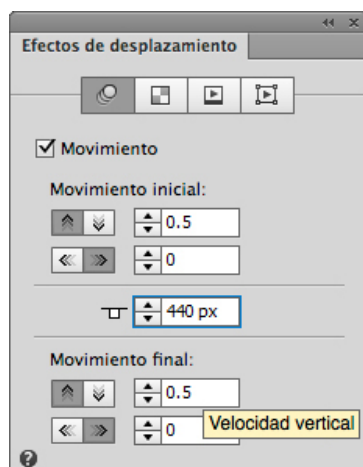 Efectos de desplazamiento
Movimiento
Movimiento inicial:
0.5
0
440 px
Movimiento final:
0.5
0
Velocidad vertical